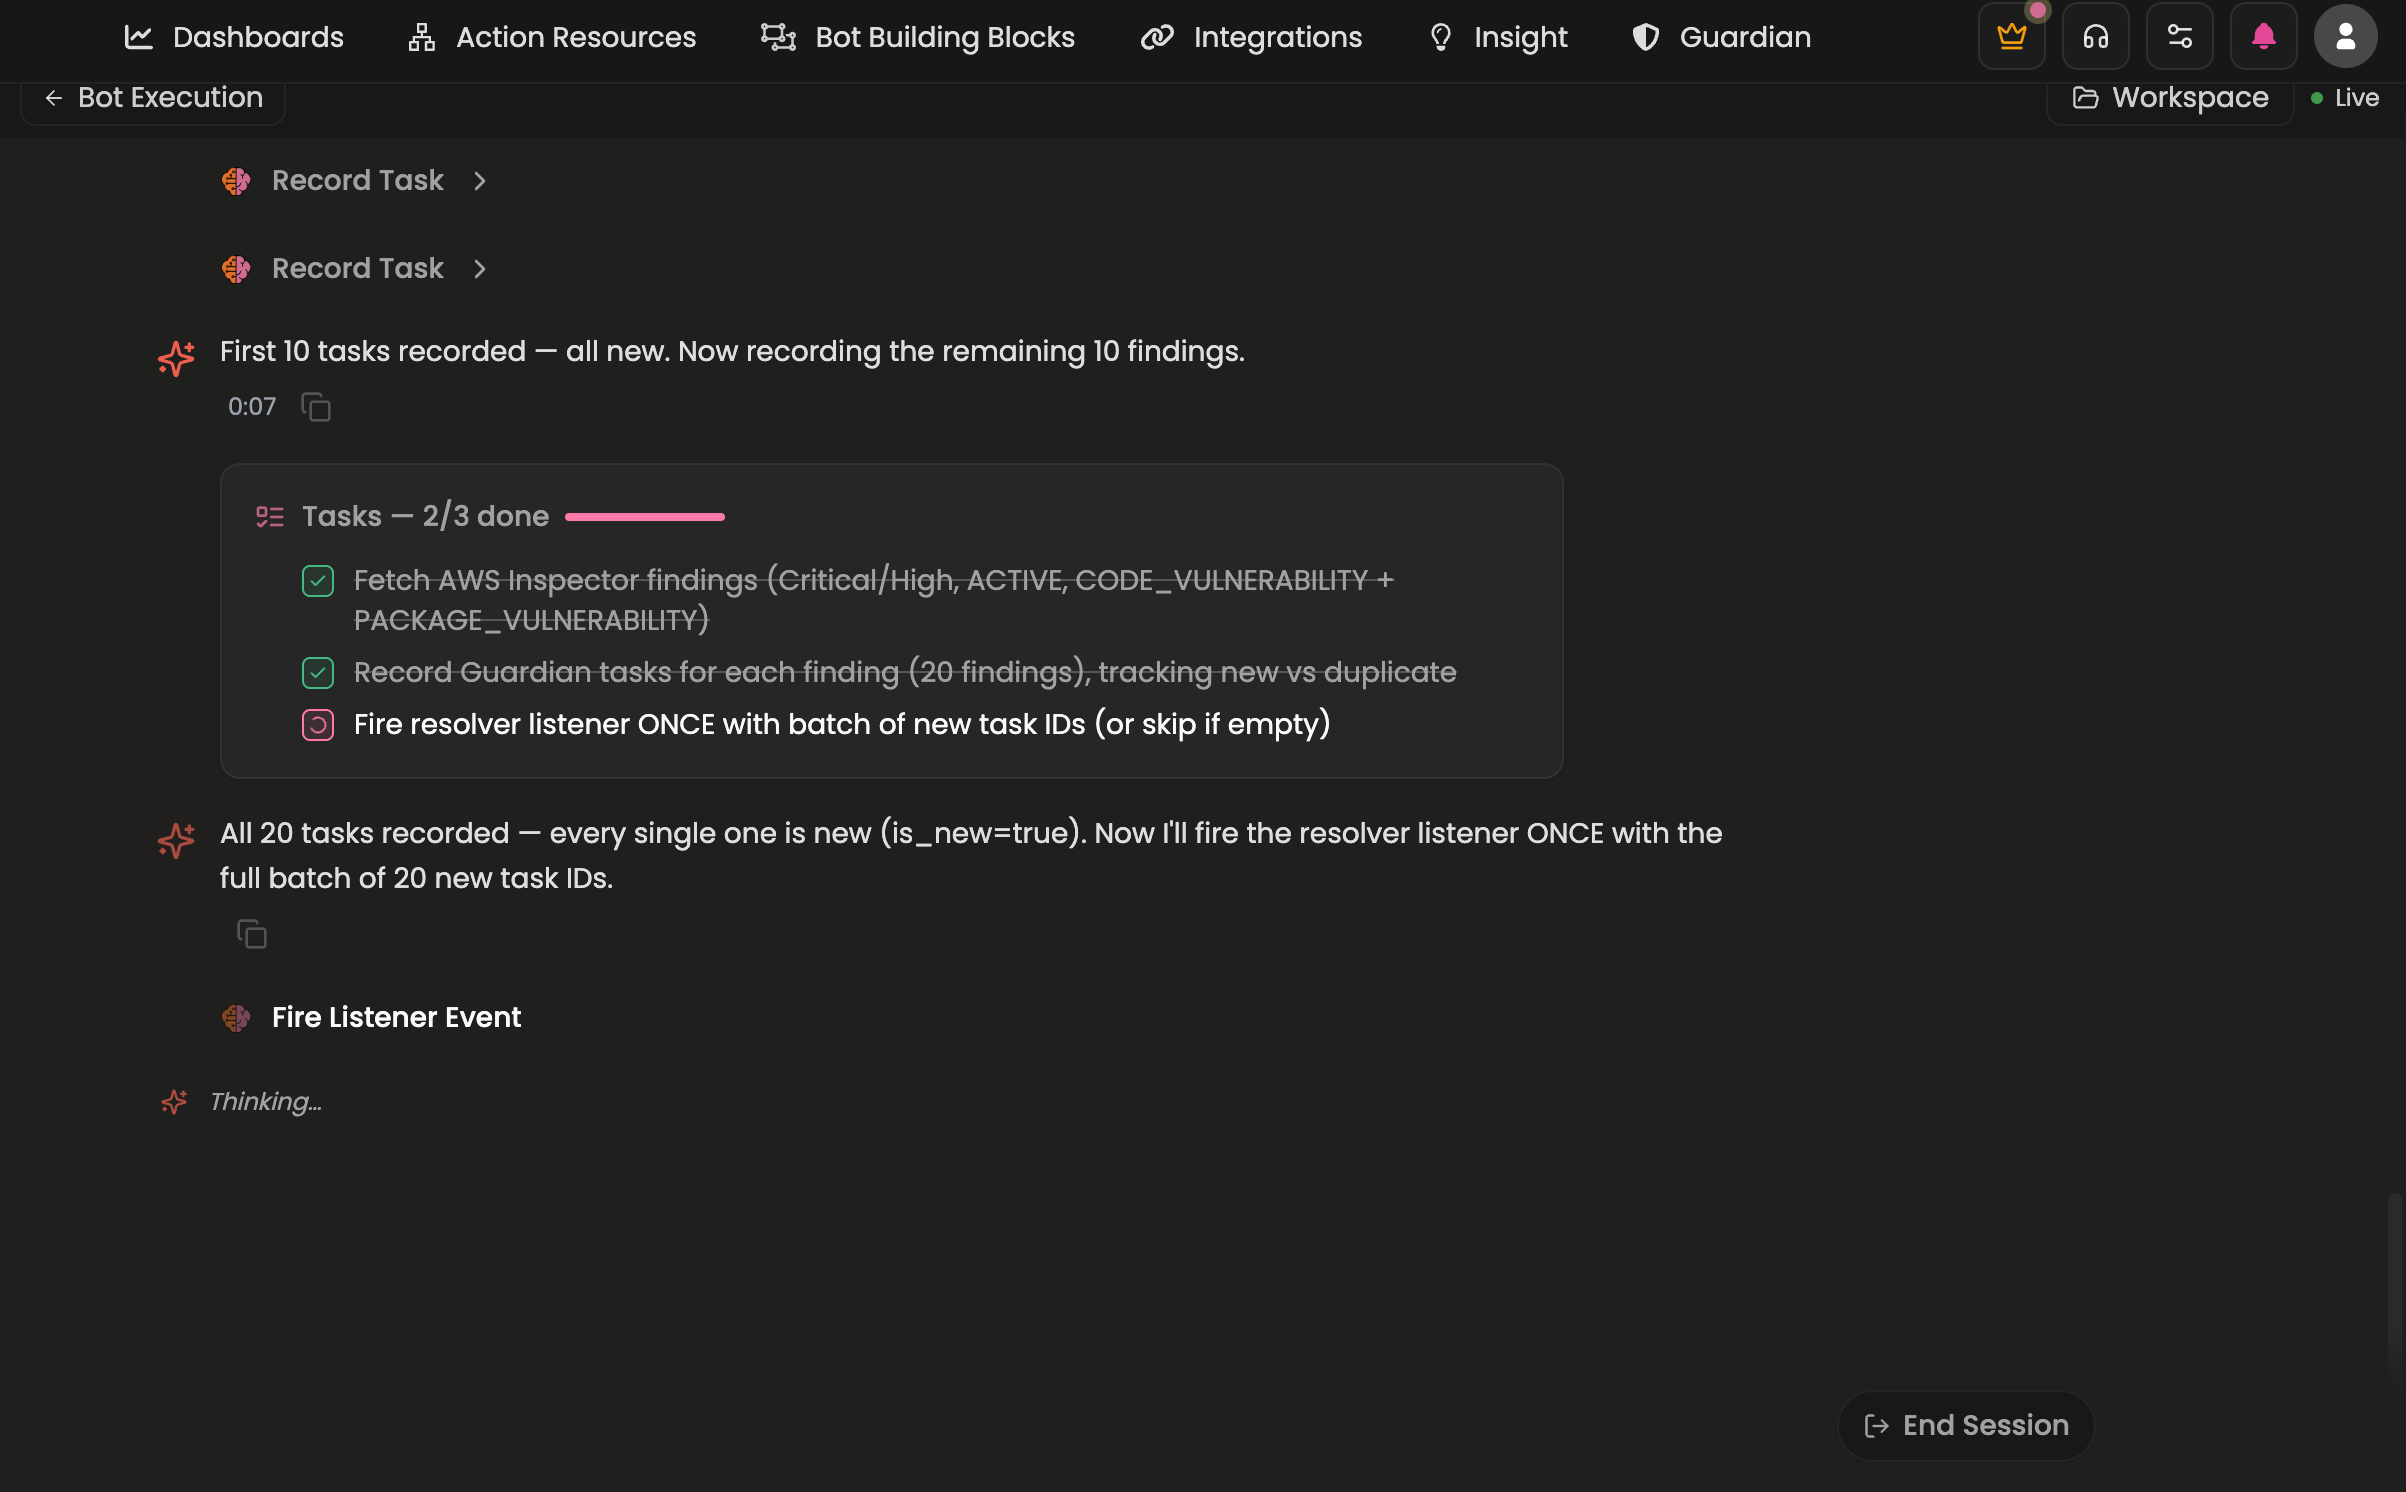 Dashboards
Action Resources
Bot Building Blocks
Integrations
Insight
Guardian
← Bot Execution
Workspace
Live
Record Task >
Record Task >
First 10 tasks recorded — all new. Now recording the remaining 10 findings.
0:07
Tasks — 2/3 done
Fetch AWS Inspector findings (Critical/High, ACTIVE, CODE_VULNERABILITY +
PACKAGE_VULNERABILITY)
Record Guardian tasks for each finding (20 findings), tracking new vs duplicate
Fire resolver listener ONCE with batch of new task IDs (or skip if empty)
All 20 tasks recorded — every single one is new (is_new=true). Now I'll fire the resolver listener ONCE with the
full batch of 20 new task IDs.
Fire Listener Event
Thinking...
End Session